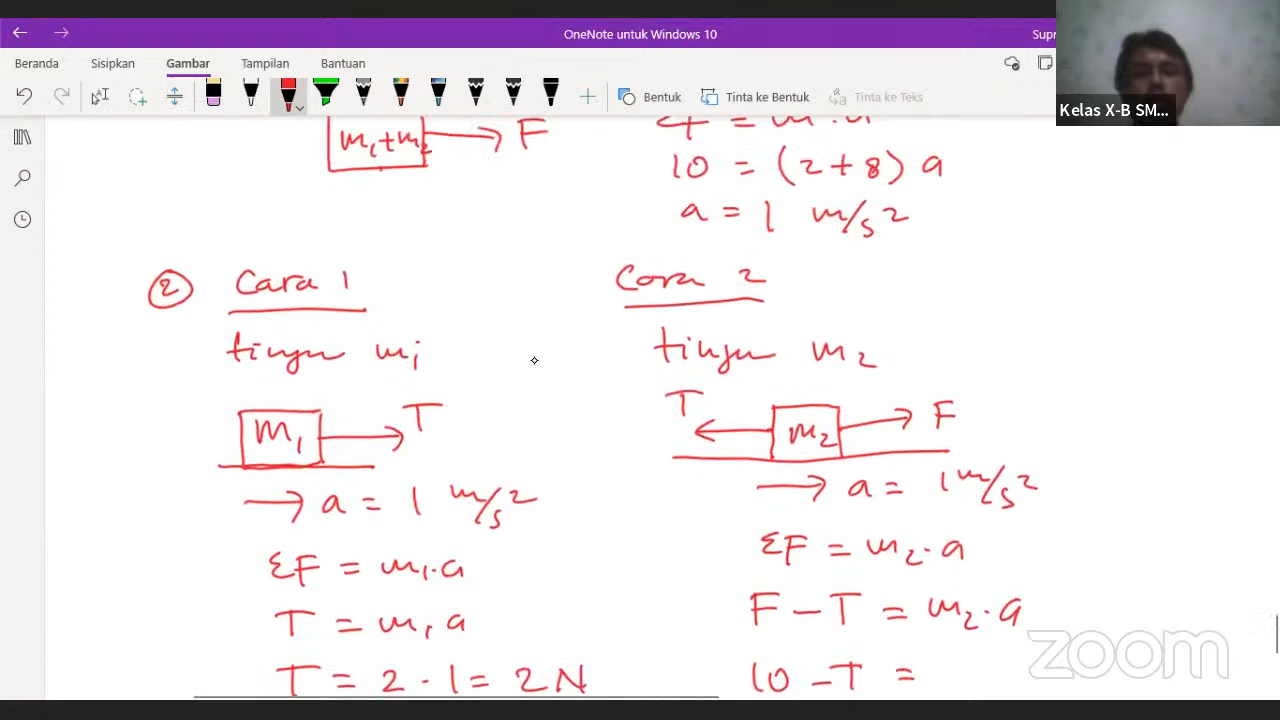 OneNote untuk Windows 10
Supr
Beranda Sisipkan Gambar Tampilan Bantuan
Bentuk Tinta ke Bentuk Tinta ke Teks
Kelas X-B SM...
m₁+m₂ F
10 = (2+8) a
a = 1 m/s²
② Cara 1
tinjau m₁
m₁ T
a = 1 m/s²
ΣF = m₁.a
T = m₁ a
T = 2 . 1 = 2 N
Cara 2
tinjau m₂
T m₂ F
a = 1 m/s²
ΣF = m₂.a
F - T = m₂.a
10 - T =
zoom